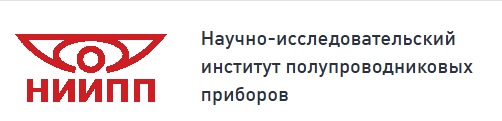 НИИПП
Научно-исследовательский
институт полупроводниковых
приборов